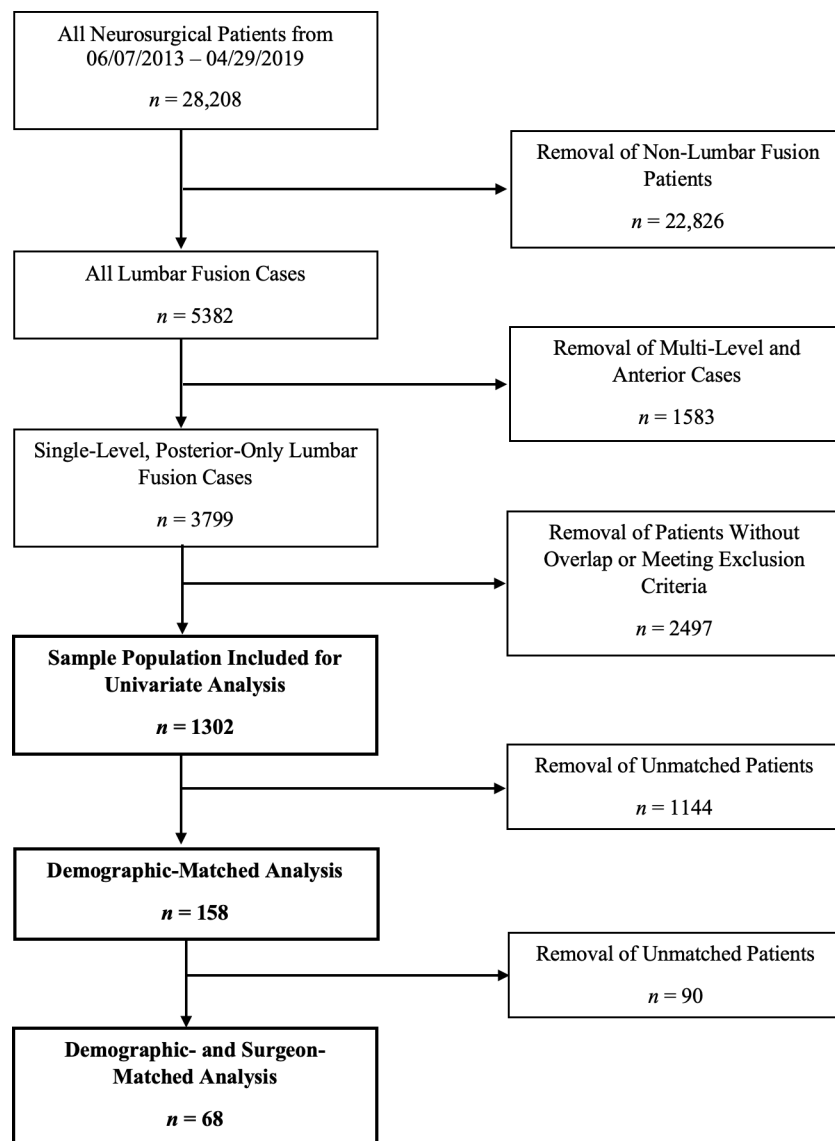 All Neurosurgical Patients from
06/07/2013 – 04/29/2019
n = 28,208
Removal of Non-Lumbar Fusion
Patients
n = 22,826
All Lumbar Fusion Cases
n = 5382
Removal of Multi-Level and
Anterior Cases
n = 1583
Single-Level, Posterior-Only Lumbar
Fusion Cases
n = 3799
Removal of Patients Without
Overlap or Meeting Exclusion
Criteria
n = 2497
Sample Population Included for
Univariate Analysis
n = 1302
Removal of Unmatched Patients
n = 1144
Demographic-Matched Analysis
n = 158
Removal of Unmatched Patients
n = 90
Demographic- and Surgeon-
Matched Analysis
n = 68